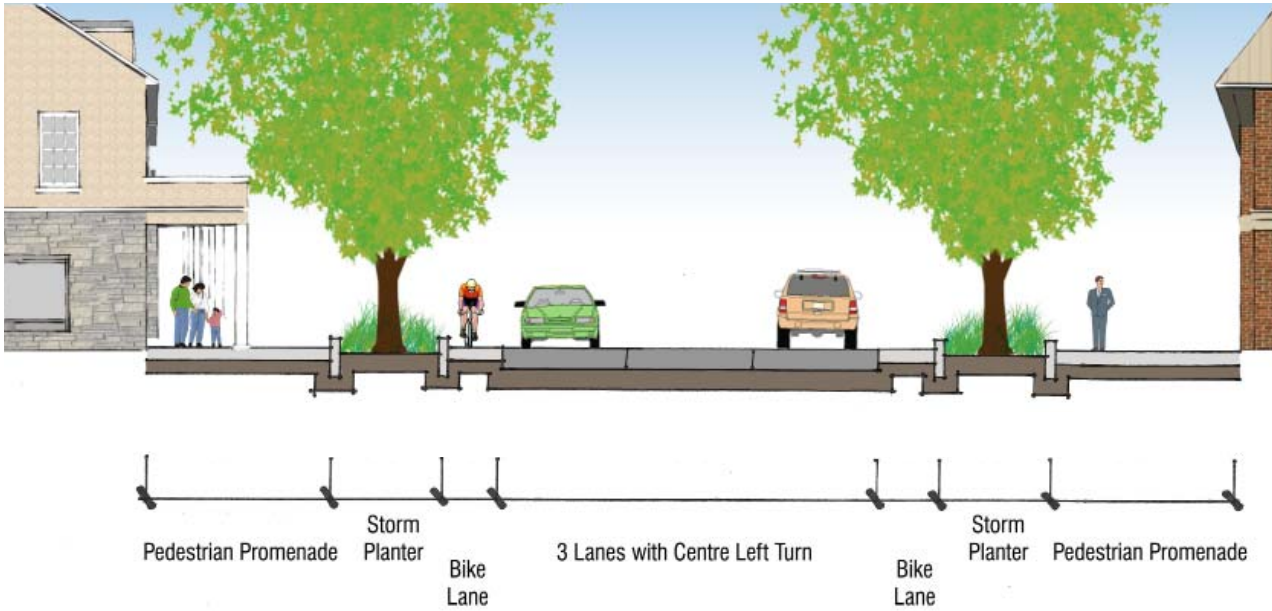 Pedestrian Promenade
Storm
Planter
Bike
Lane
3 Lanes with Centre Left Turn
Bike
Lane
Storm
Planter
Pedestrian Promenade